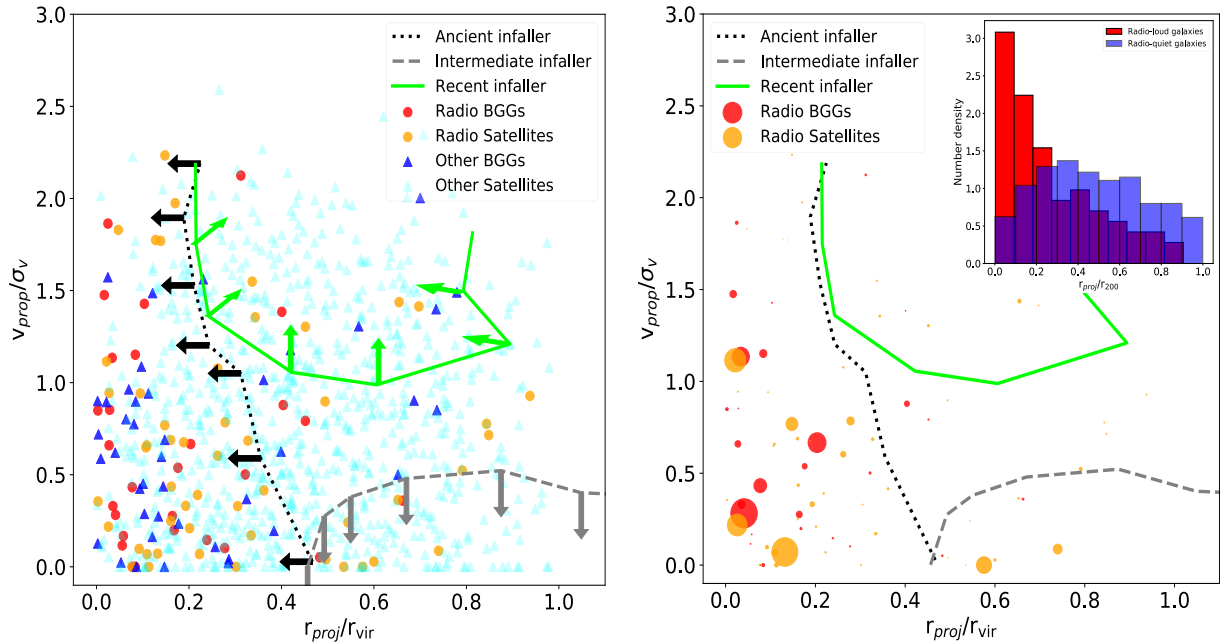 3.0
2.5
2.0
1.5
1.0
0.5
0.0
v_prop/σ_v
0.0 0.2 0.4 0.6 0.8 1.0
r_proj/r_vir
Ancient infaller
Intermediate infaller
Recent infaller
Radio BGGs
Radio Satellites
Other BGGs
Other Satellites
3.0
2.5
2.0
1.5
1.0
0.5
0.0
v_prop/σ_v
0.0 0.2 0.4 0.6 0.8 1.0
r_proj/r_vir
Ancient infaller
Intermediate infaller
Recent infaller
Radio BGGs
Radio Satellites
Radio-loud galaxies
Radio-quiet galaxies
3.0
2.5
2.0
1.5
1.0
0.5
0.0
Number density
0.0 0.2 0.4 0.6 0.8 1.0
r_proj/r_200